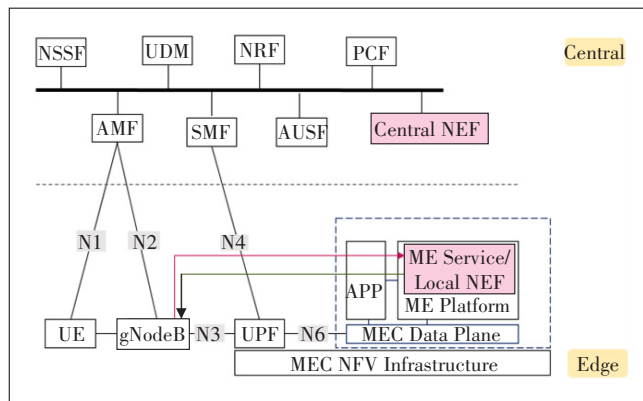 NSSF
UDM
NRF
PCF
Central
AMF
SMF
AUSF
Central NEF
N1
N2
N4
APP
ME Service/
Local NEF
ME Platform
UE
gNodeB
N3
UPF
N6
MEC Data Plane
MEC NFV Infrastructure
Edge